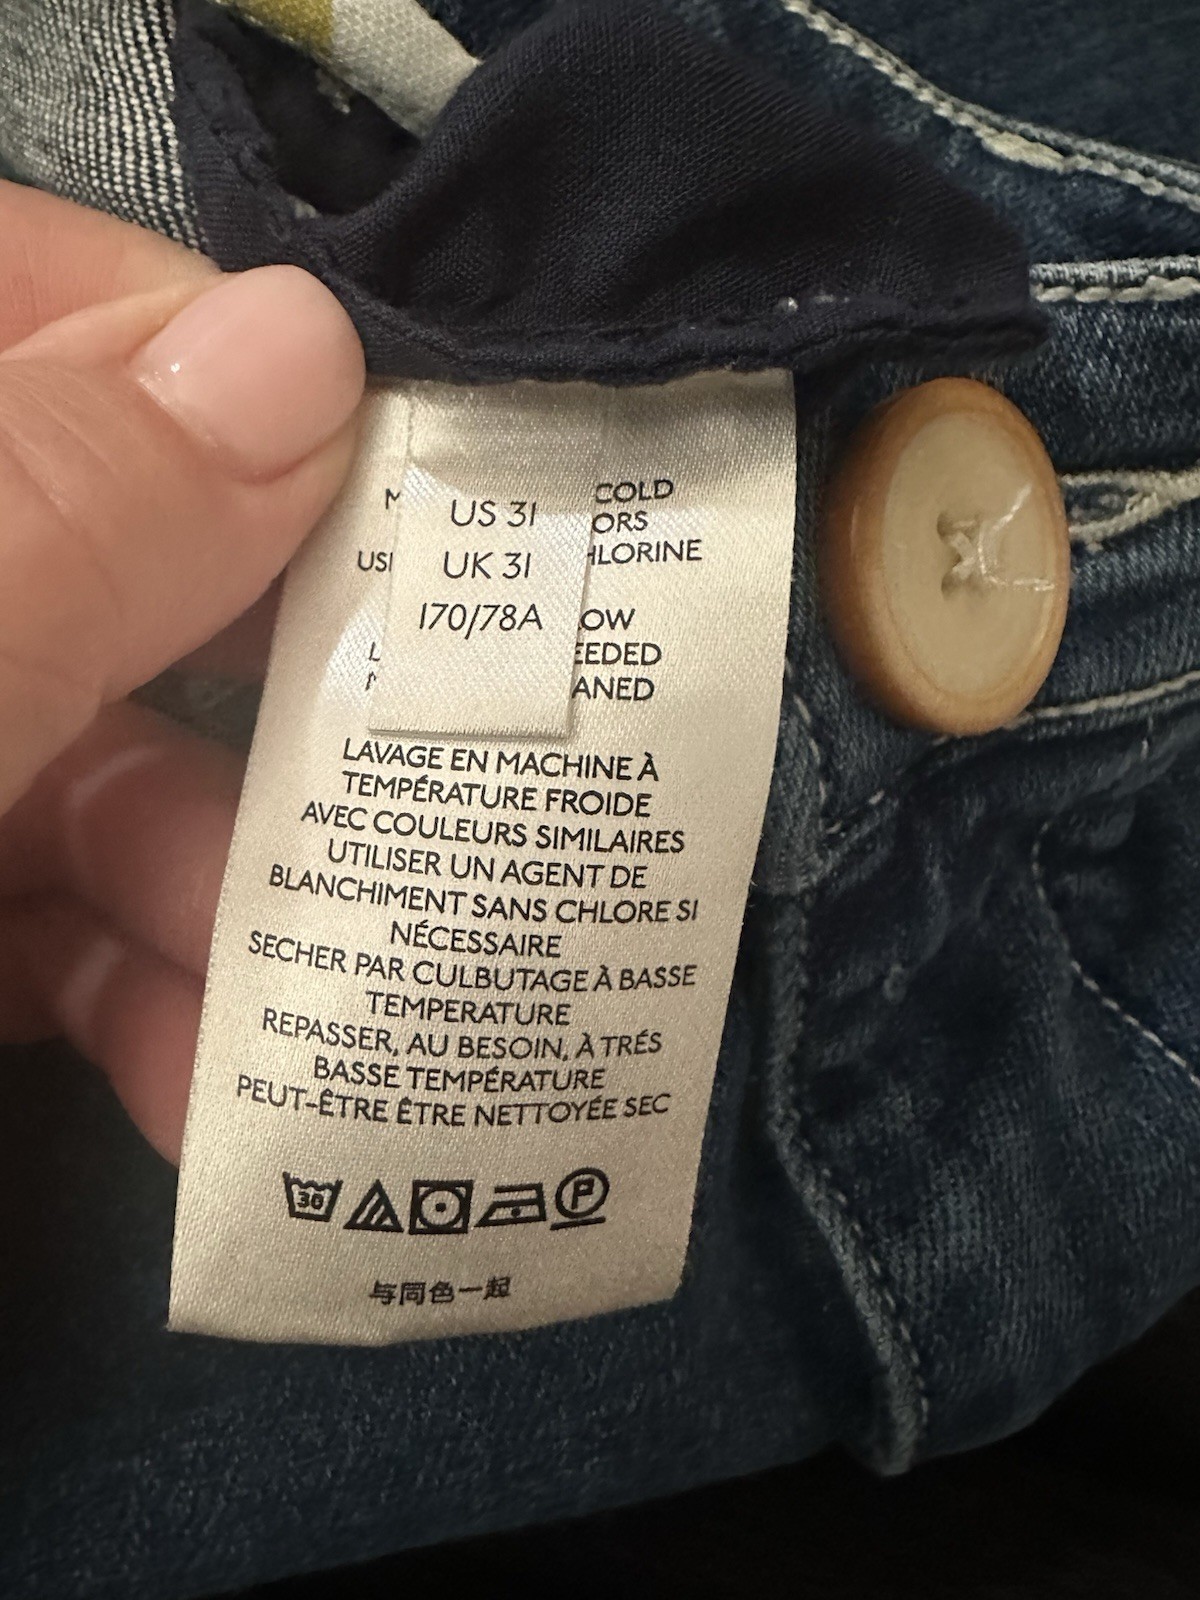 US 31
UK 31
170/78A
COLD
ORS
HLORINE
OW
EEDED
ANED
LAVAGE EN MACHINE À
TEMPÉRATURE FROIDE
AVEC COULEURS SIMILAIRES
UTILISER UN AGENT DE
BLANCHIMENT SANS CHLORE SI
NÉCESSAIRE
SECHER PAR CULBUTAGE À BASSE
TEMPERATURE
REPASSER, AU BESOIN, À TRÉS
BASSE TEMPÉRATURE
PEUT-ÊTRE ÊTRE NETTOYÉE SEC
30 P
与同色一起